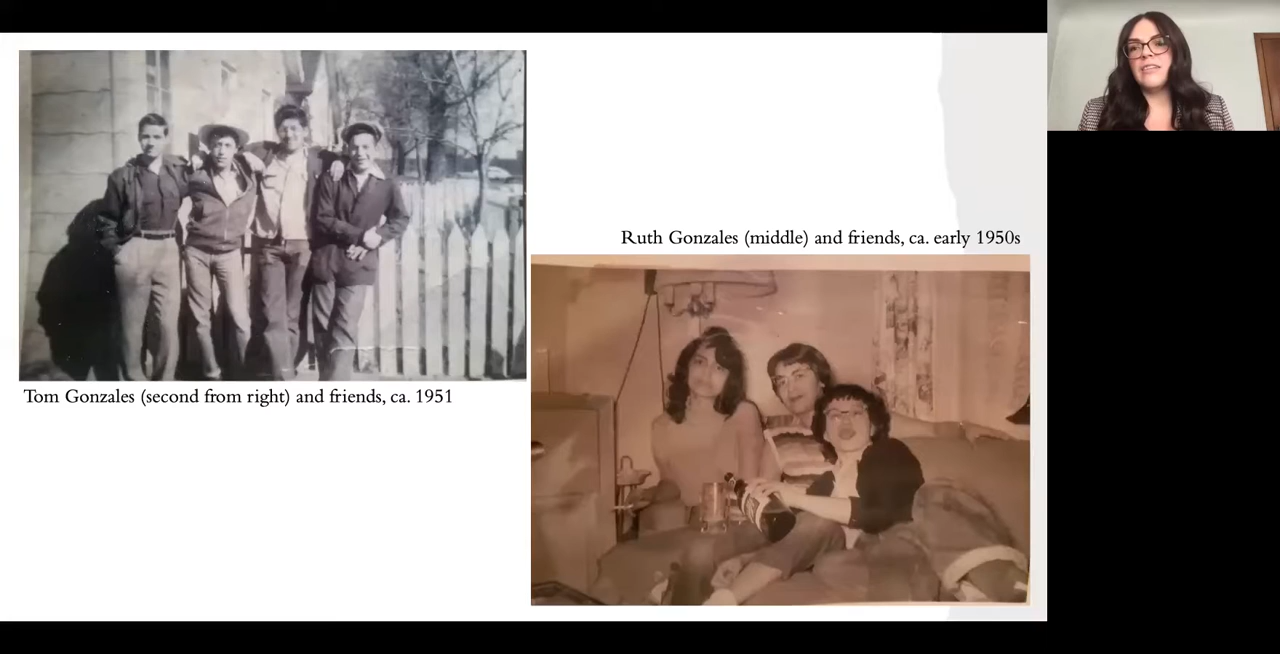 Tom Gonzales (second from right) and friends, ca. 1951
Ruth Gonzales (middle) and friends, ca. early 1950s